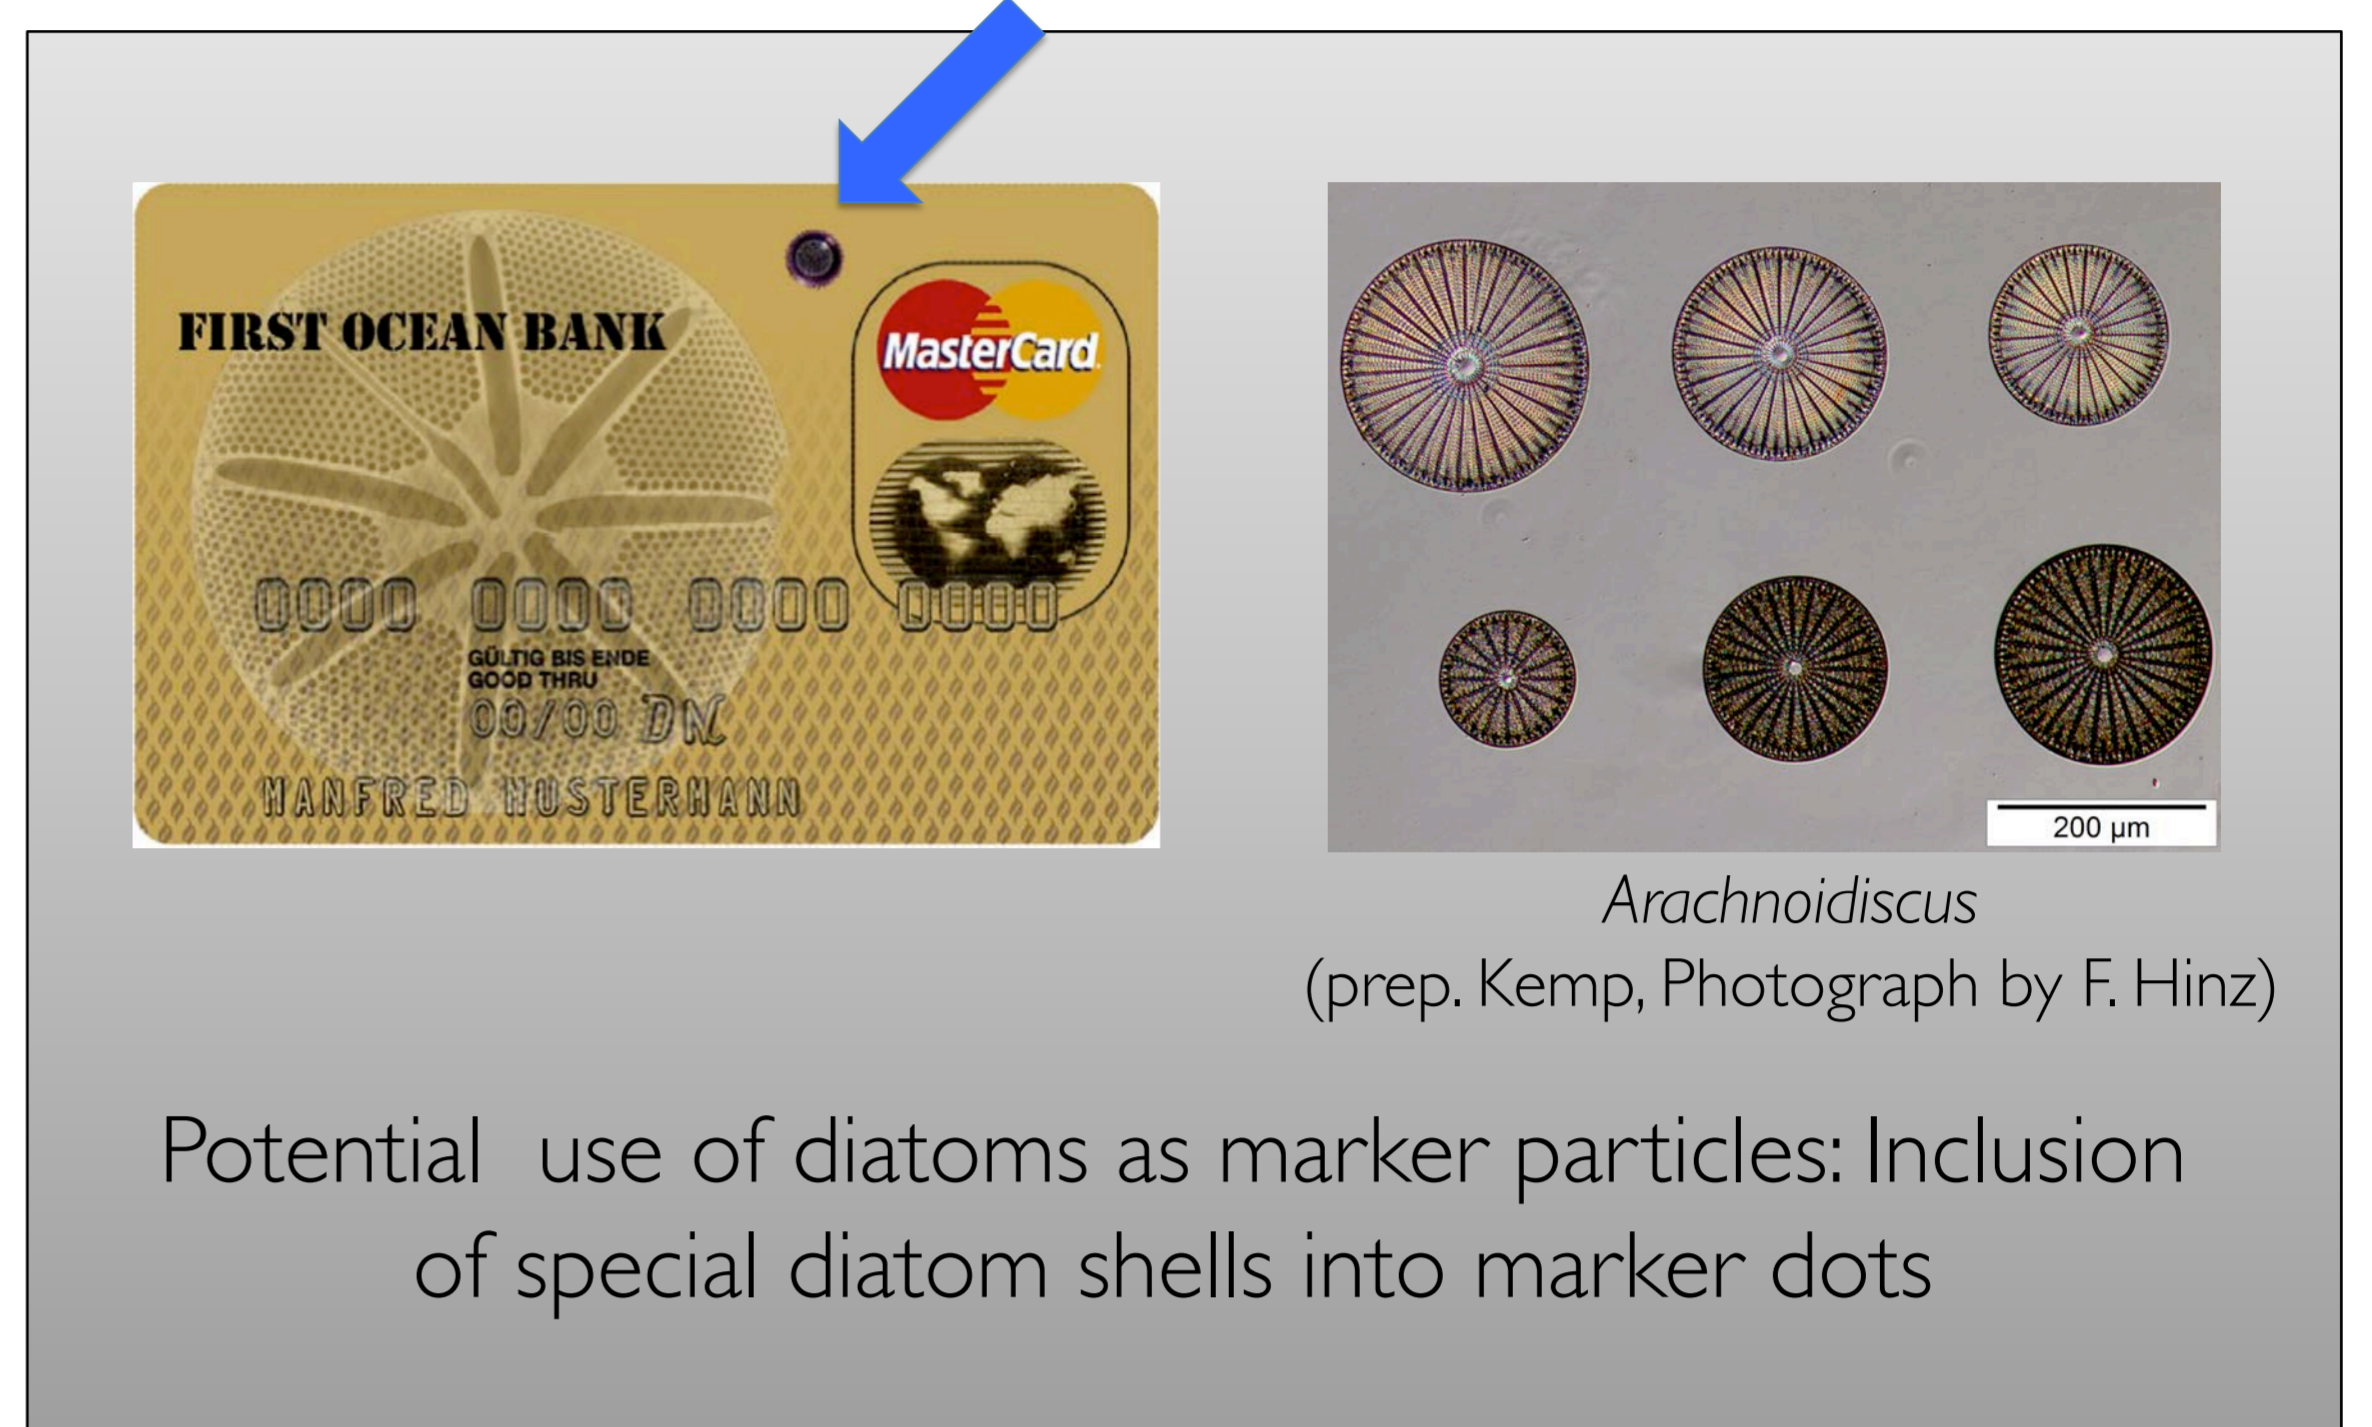 FIRST OCEAN BANK
MasterCard
0000 0000 0000 0000
GÜLTIG BIS ENDE
GOOD THRU
00/00 DM
MANFRED MUSTERMANN
200 µm
Arachnoidiscus
(prep. Kemp, Photograph by F. Hinz)
Potential use of diatoms as marker particles: Inclusion
of special diatom shells into marker dots